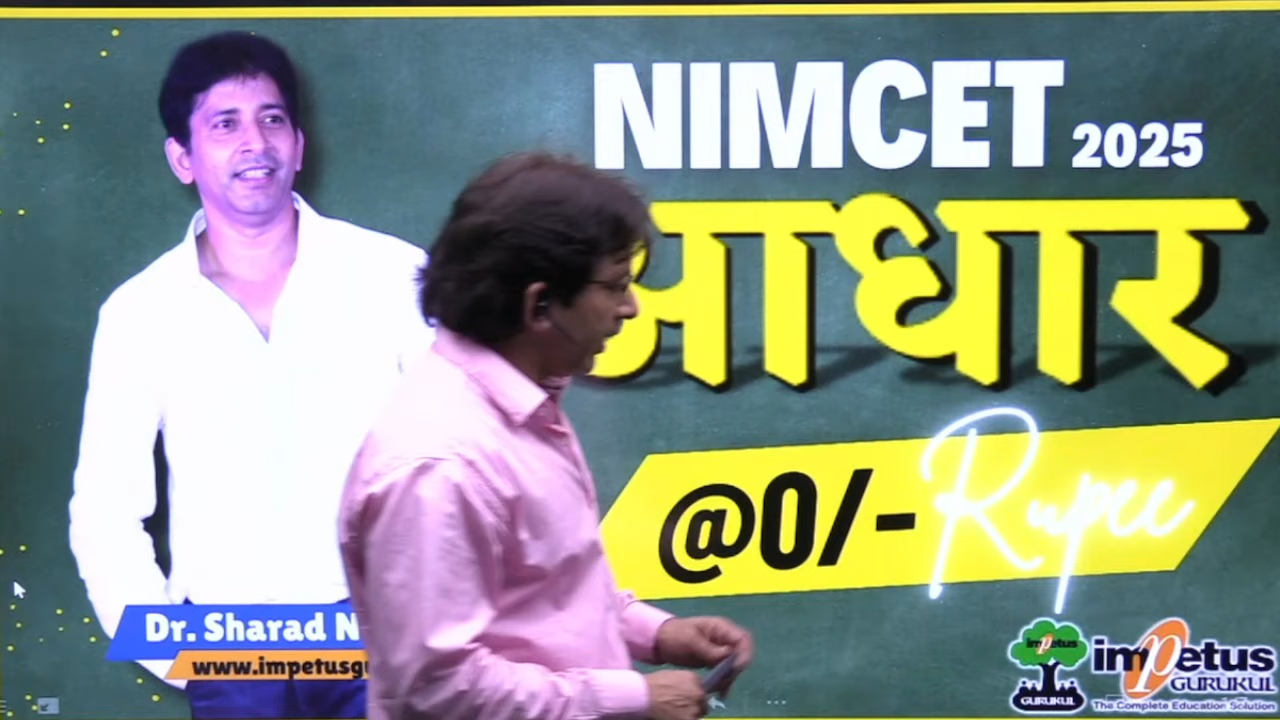 NIMCET 2025
आधार
@0/- Rupee
Dr. Sharad N
www.impetusgu
impetus
GURUKUL
impetus
GURUKUL
The Complete Education Solution